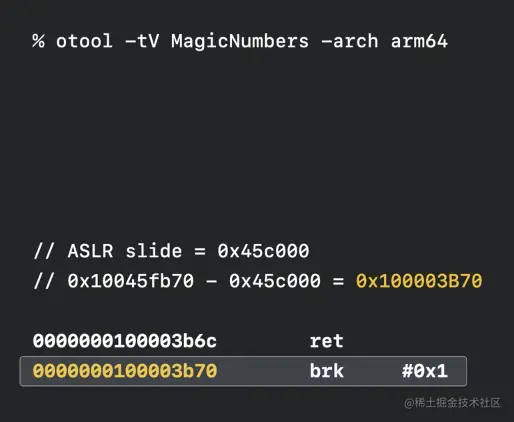 % otool -tV MagicNumbers -arch arm64
// ASLR slide = 0x45c000
// 0x10045fb70 - 0x45c000 = 0x100003B70
0000000100003b6c ret
0000000100003b70 brk #0x1
@稀土掘金技术社区